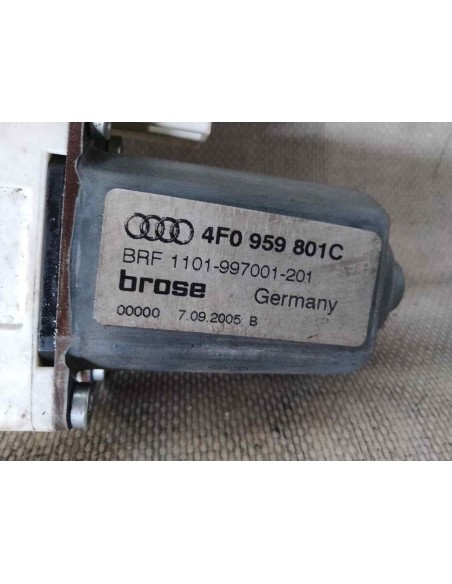 4F0 959 801C
BRF 1101-997001-201
brose Germany
00000 7.09.2005 B